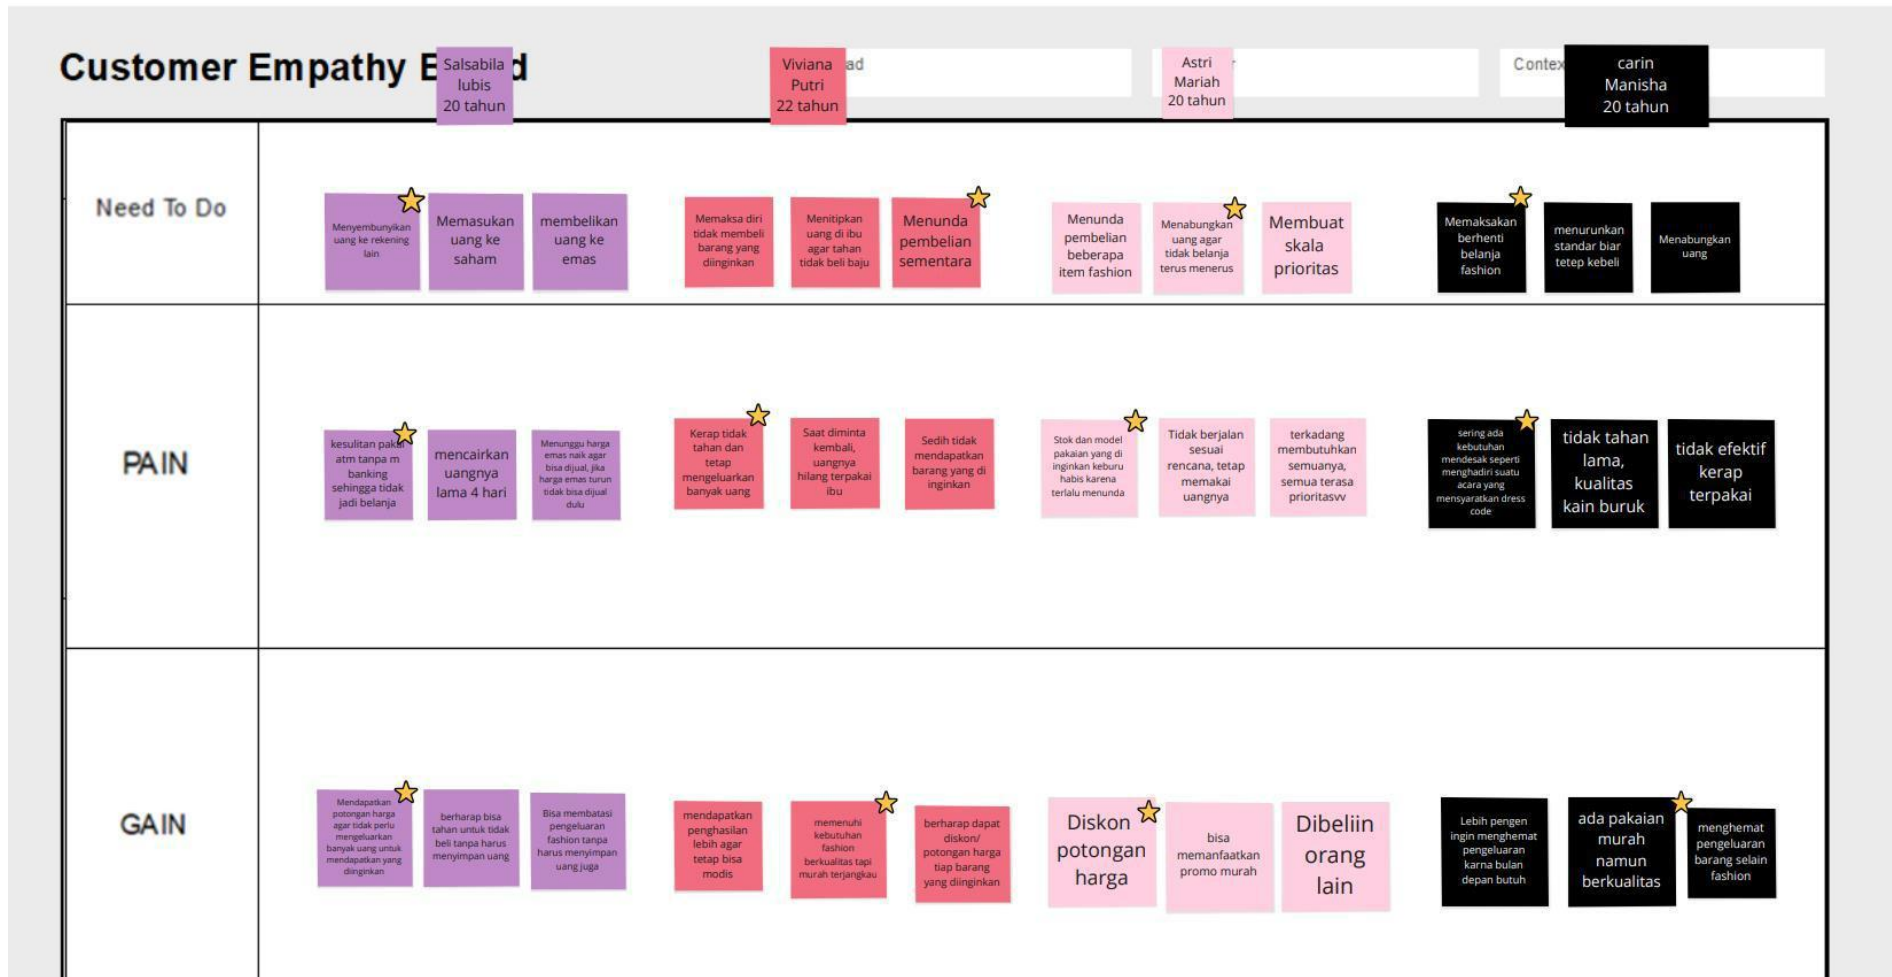 Customer Empathy B d
Salsabila
lubis
20 tahun
Viviana
Putri
22 tahun
ad
Astri
Mariah
20 tahun
Contex
carin
Manisha
20 tahun
Need To Do
Menyembunyikan
uang ke rekening
lain
Memasukan
uang ke
saham
membelikan
uang ke
emas
Memaksa diri
tidak membeli
barang yang
diinginkan
Menitipkan
uang di ibu
agar tahan
tidak beli baju
Menunda
pembelian
sementara
Menunda
pembelian
beberapa
item fashion
Menabungkan
uang agar
tidak belanja
terus menerus
Membuat
skala
prioritas
Memaksakan
berhenti
belanja
fashion
menurunkan
standar biar
tetep kebeli
Menabungkan
uang
PAIN
kesulitan pakai
atm tanpa m
banking
sehingga tidak
jadi belanja
mencairkan
uangnya
lama 4 hari
Menunggu harga
emas naik agar
bisa dijual, jika
harga emas turun
tidak bisa dijual
dulu
Kerap tidak
tahan dan
tetap
mengeluarkan
banyak uang
Saat diminta
kembali,
uangnya
hilang terpakai
ibu
Sedih tidak
mendapatkan
barang yang di
inginkan
Stok dan model
pakaian yang di
inginkan keburu
habis karena
terlalu menunda
Tidak berjalan
sesuai
rencana, tetap
memakai
uangnya
terkadang
membutuhkan
semuanya,
semua terasa
prioritasvv
sering ada
kebutuhan
mendesak seperti
menghadiri suatu
acara yang
mensyaratkan dress
code
tidak tahan
lama,
kualitas
kain buruk
tidak efektif
kerap
terpakai
GAIN
Mendapatkan
potongan harga
agar tidak perlu
mengeluarkan
banyak uang untuk
mendapatkan yang
diinginkan
berharap bisa
tahan untuk tidak
beli tanpa harus
menyimpan uang
Bisa membatasi
pengeluaran
fashion tanpa
harus menyimpan
uang juga
mendapatkan
penghasilan
lebih agar
tetap bisa
modis
memenuhi
kebutuhan
fashion
berkualitas tapi
murah terjangkau
berharap dapat
diskon/
potongan harga
tiap barang
yang diinginkan
Diskon
potongan
harga
bisa
memanfaatkan
promo murah
Dibeliin
orang
lain
Lebih pengen
ingin menghemat
pengeluaran
karna bulan
depan butuh
ada pakaian
murah
namun
berkualitas
menghemat
pengeluaran
barang selain
fashion